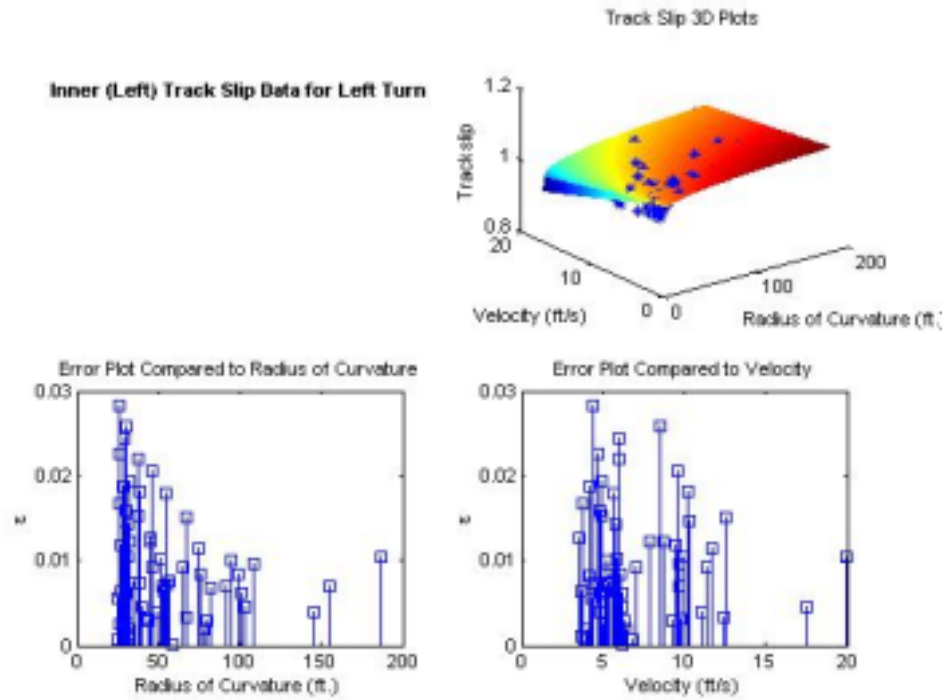 Track Slip 3D Plots
Inner (Left) Track Slip Data for Left Turn
1.2
1
0.8
Trackslip
20
10
0
Velocity (ft/s)
0
100
200
Radius of Curvature (ft.)
Error Plot Compared to Radius of Curvature
0.03
0.02
0.01
0
ε
0 50 100 150 200
Radius of Curvature (ft.)
Error Plot Compared to Velocity
0.03
0.02
0.01
0
ε
0 5 10 15 20
Velocity (ft/s)